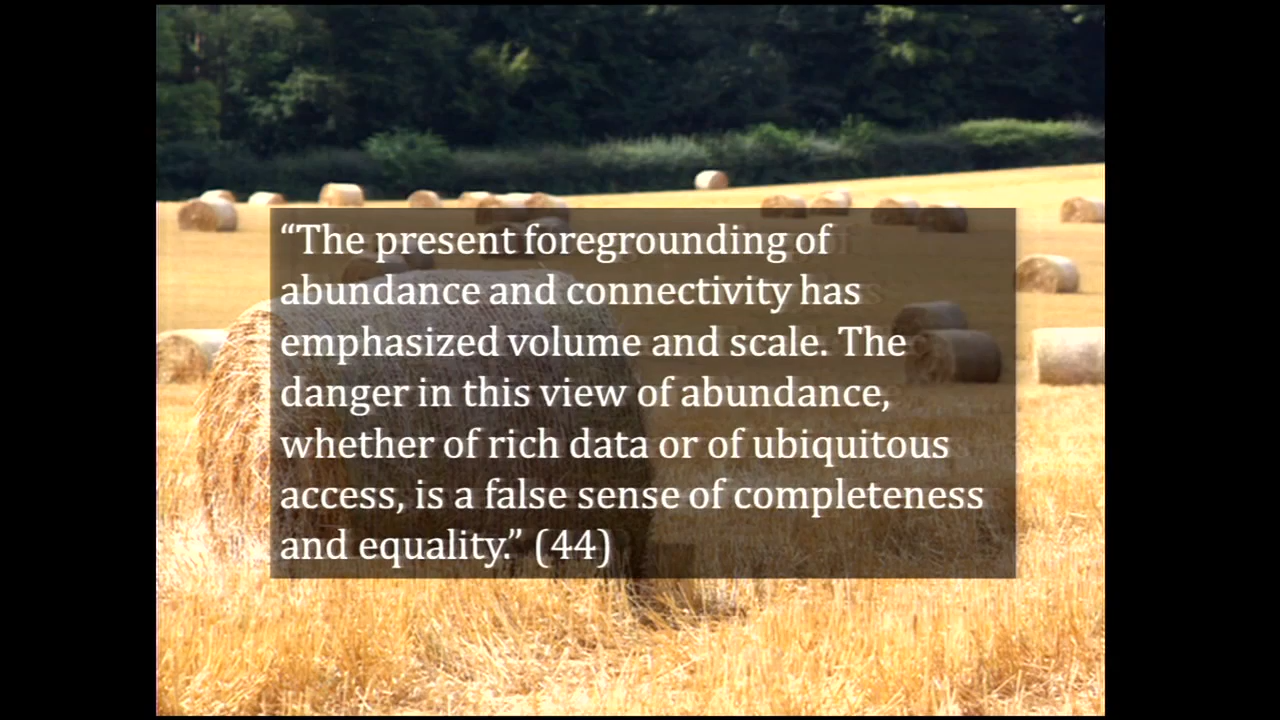 “The present foregrounding of
abundance and connectivity has
emphasized volume and scale. The
danger in this view of abundance,
whether of rich data or of ubiquitous
access, is a false sense of completeness
and equality.” (44)